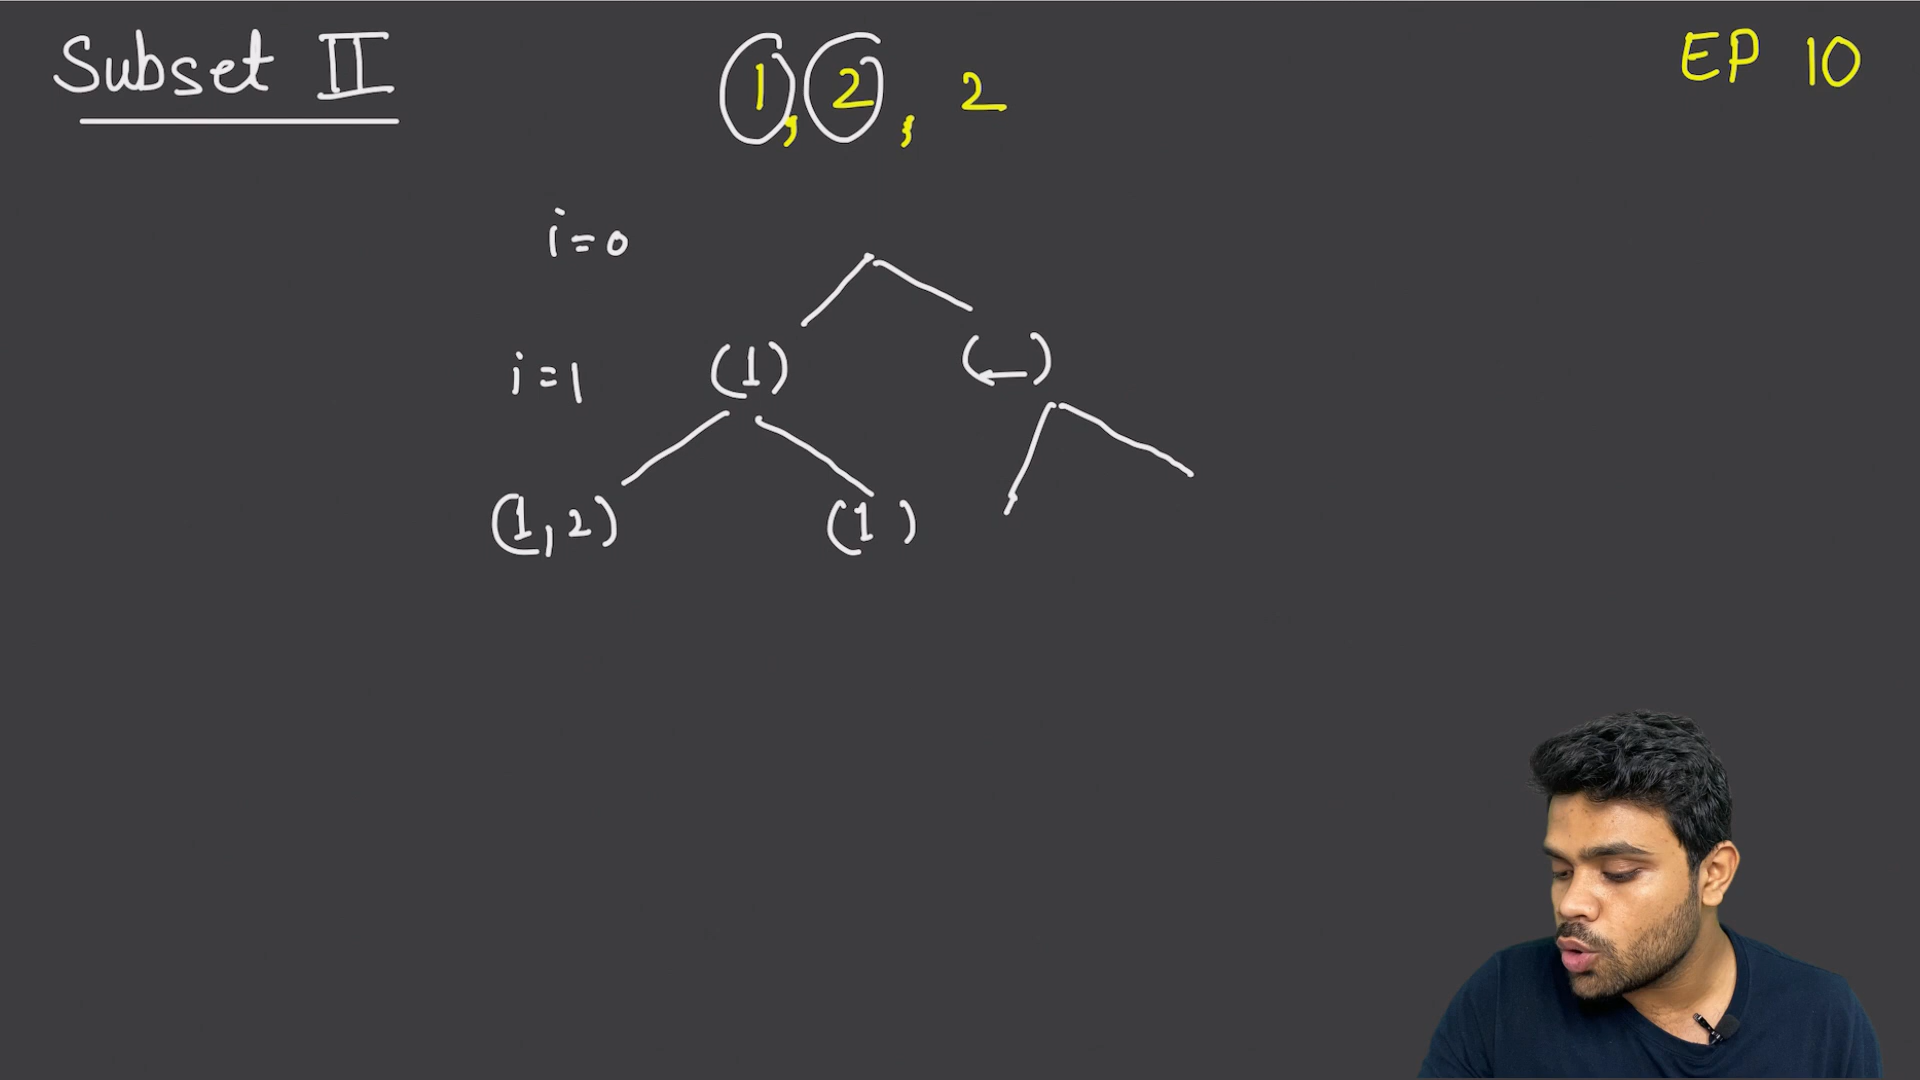 Subset II
1, 2, 2
EP 10
i=0
i=1
(1)
(_)
(1,2)
(1)